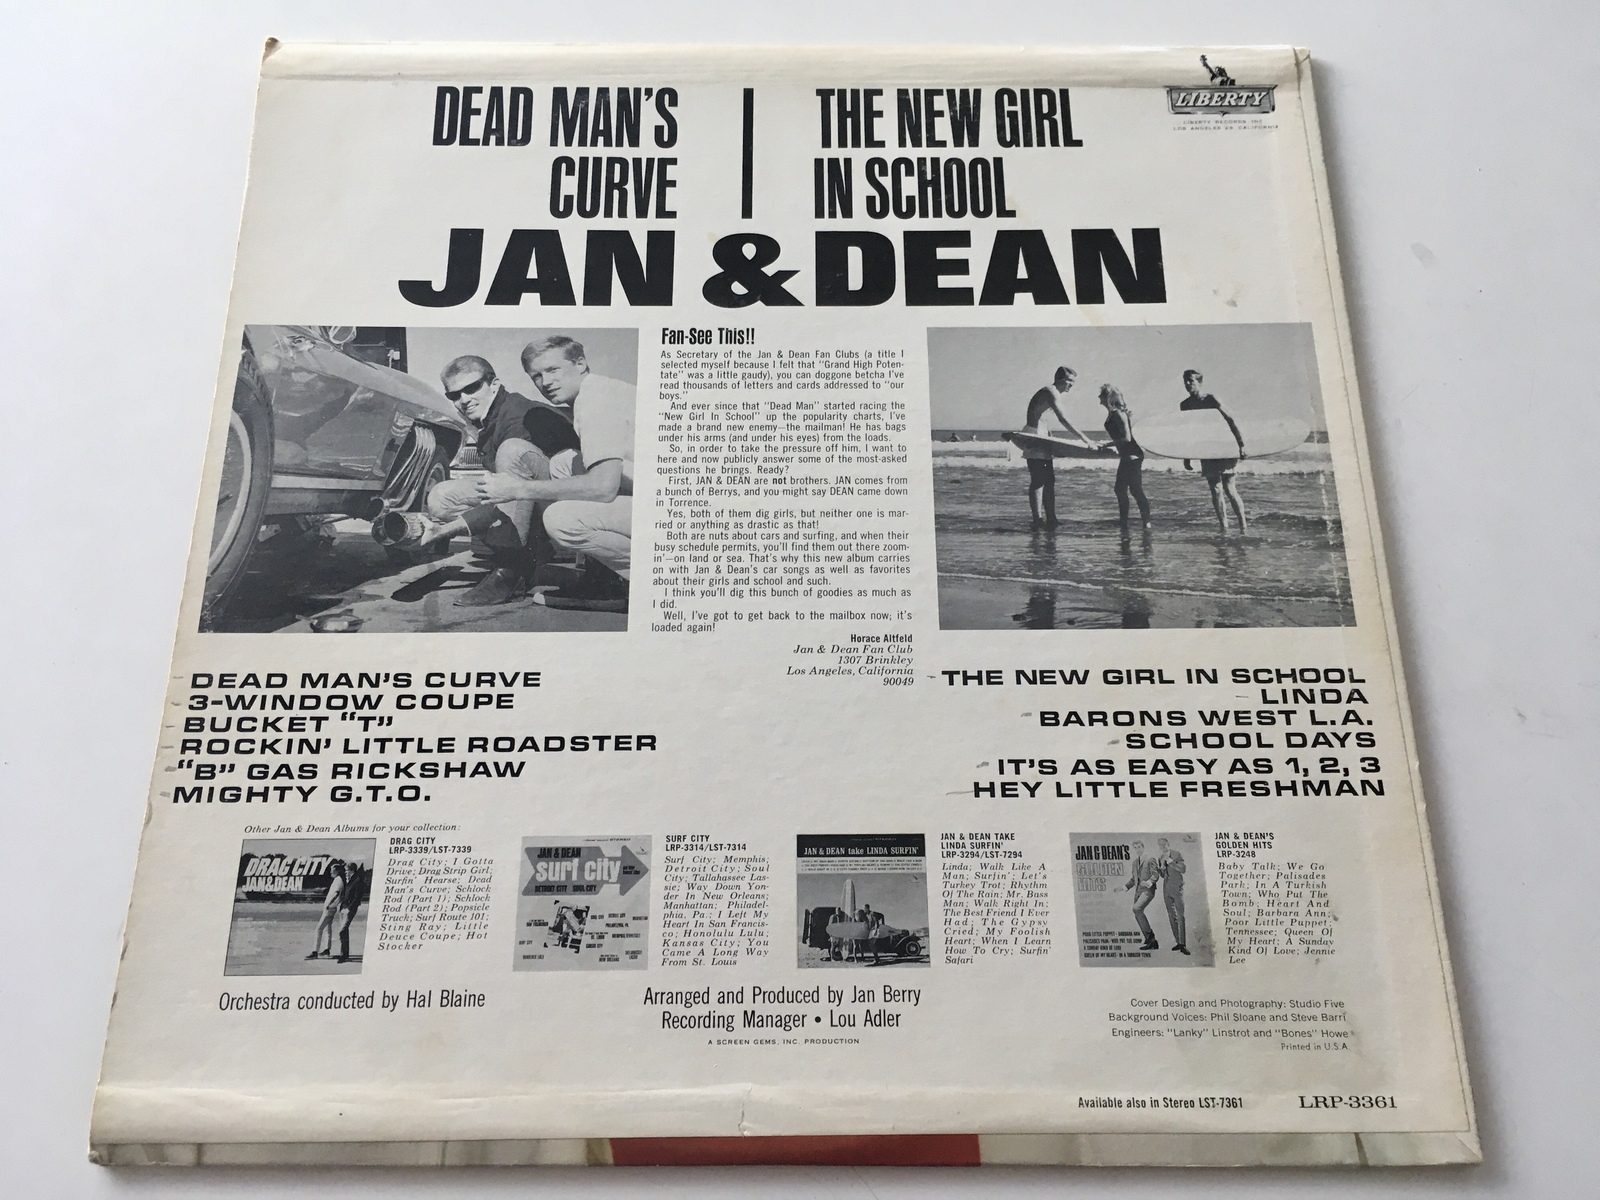 DEAD MAN'S
CURVE
THE NEW GIRL
IN SCHOOL
LIBERTY
LIBERTY RECORDS INC
LOS ANGELES 28 CALIFORNIA
JAN & DEAN
Fan-See This!!
As Secretary of the Jan & Dean Fan Clubs (a title I
selected myself because I felt that "Grand High Poten-
tate" was a little gaudy), you can doggone betcha I've
read thousands of letters and cards addressed to "our
boys."
And ever since that "Dead Man" started racing the
"New Girl In School" up the popularity charts, I've
made a brand new enemy—the mailman! He has bags
under his arms (and under his eyes) from the loads.
So, in order to take the pressure off him, I want to
here and now publicly answer some of the most-asked
questions he brings. Ready?
First, JAN & DEAN are not brothers. JAN comes from
a bunch of Berrys, and you might say DEAN came down
in Torrence.
Yes, both of them dig girls, but neither one is mar-
ried or anything as drastic as that!
Both are nuts about cars and surfing, and when their
busy schedule permits, you'll find them out there zoom-
in'—on land or sea. That's why this new album carries
on with Jan & Dean's car songs as well as favorites
about their girls and school and such.
I think you'll dig this bunch of goodies as much as
I did.
Well, I've got to get back to the mailbox now; it's
loaded again!
Horace Altfeld
Jan & Dean Fan Club
1307 Brinkley
Los Angeles, California
90049
DEAD MAN'S CURVE
3-WINDOW COUPE
BUCKET "T"
ROCKIN' LITTLE ROADSTER
"B" GAS RICKSHAW
MIGHTY G.T.O.
THE NEW GIRL IN SCHOOL
LINDA
BARONS WEST L.A.
SCHOOL DAYS
IT'S AS EASY AS 1, 2, 3
HEY LITTLE FRESHMAN
Other Jan & Dean Albums for your collection:
DRAG CITY
JAN & DEAN
DRAG CITY
LRP-3339/LST-7339
Drag City; I Gotta
Drive; Drag Strip Girl;
Surfin' Hearse; Dead
Man's Curve; Schlock
Rod (Part 1); Schlock
Rod (Part 2); Popsicle
Truck; Surf Route 101;
Sting Ray; Little
Deuce Coupe; Hot
Stocker
JAN & DEAN
surf city
DETROIT CITY SOUL CITY
SURF CITY
LRP-3314/LST-7314
Surf City; Memphis;
Detroit City; Soul
City; Tallahassee Las-
sie; Way Down Yon-
der In New Orleans;
Manhattan; Philadel-
phia, Pa.; I Left My
Heart In San Francis-
co; Honolulu Lulu;
Kansas City; You
Came A Long Way
From St. Louis
JAN & DEAN take LINDA SURFIN'
JAN & DEAN TAKE
LINDA SURFIN'
LRP-3294/LST-7294
Linda; Walk Like A
Man; Surfin'; Let's
Turkey Trot; Rhythm
Of The Rain; Mr. Bass
Man; Walk Right In;
The Best Friend I Ever
Had; The Gypsy
Cried; My Foolish
Heart; When I Learn
How To Cry; Surfin'
Safari
JAN & DEAN'S
GOLDEN
HITS
JAN & DEAN'S
GOLDEN HITS
LRP-3248
Baby Talk; We Go
Together; Palisades
Park; In A Turkish
Town; Who Put The
Bomb; Heart And
Soul; Barbara Ann;
Poor Little Puppet;
Tennessee; Queen Of
My Heart; A Sunday
Kind Of Love; Jennie
Lee
Orchestra conducted by Hal Blaine
Arranged and Produced by Jan Berry
Recording Manager • Lou Adler
A SCREEN GEMS, INC. PRODUCTION
Cover Design and Photography: Studio Five
Background Voices: Phil Sloane and Steve Barri
Engineers: "Lanky" Linstrot and "Bones" Howe
Printed in U.S.A.
Available also in Stereo LST-7361
LRP-3361